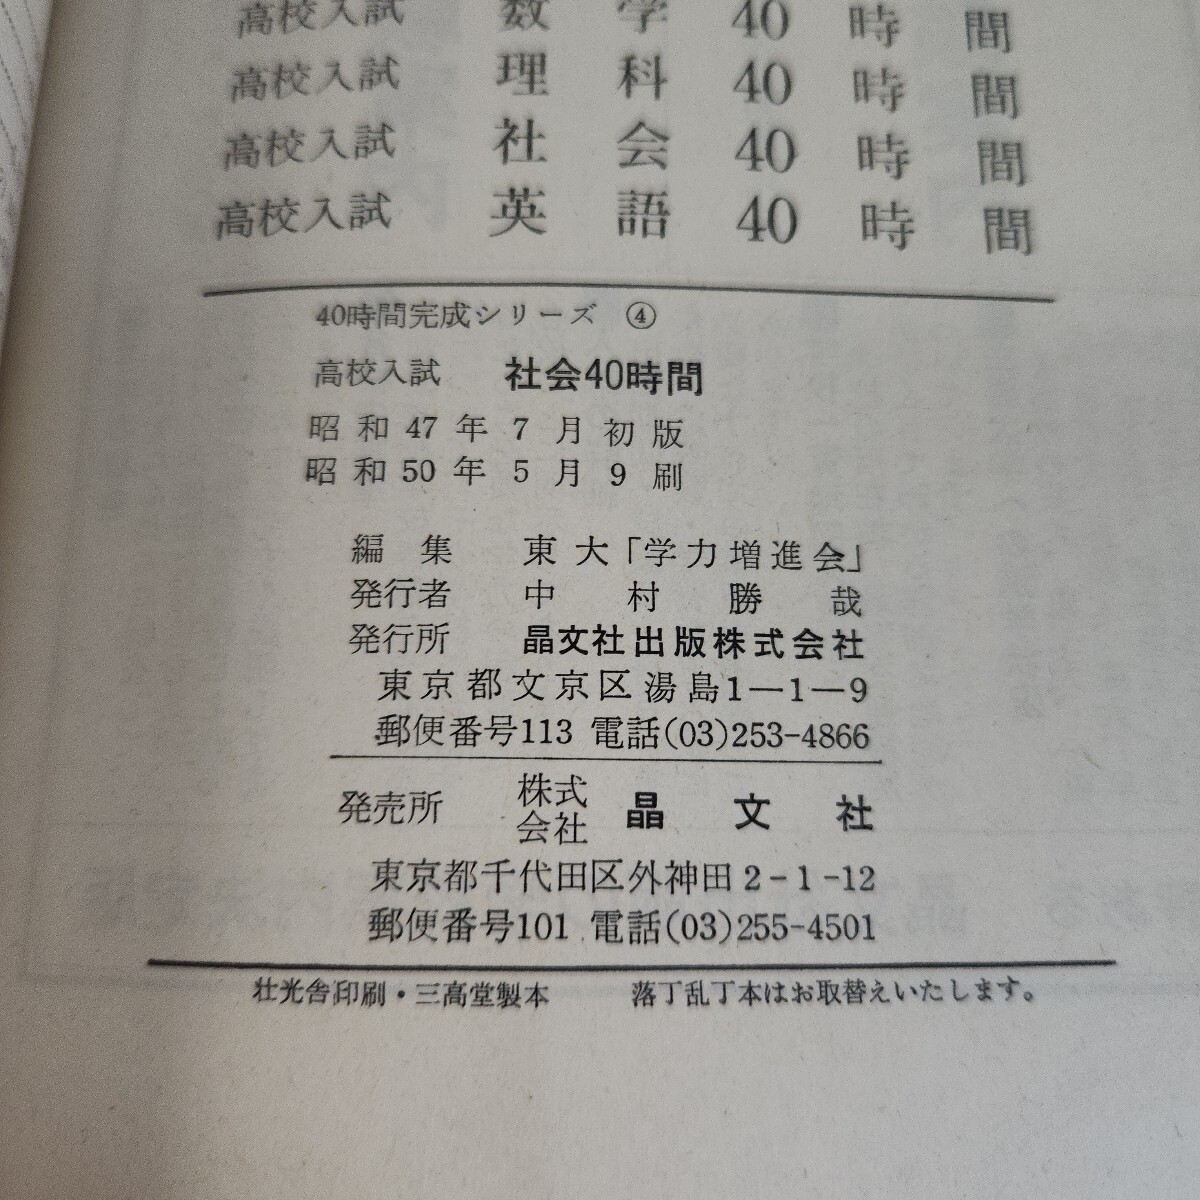 高校入試 数学40時間
高校入試 理科40時間
高校入試 社会40時間
高校入試 英語40時間
40時間完成シリーズ ④
高校入試 社会40時間
昭和47年7月初版
昭和50年5月9刷
編集 東大「学力増進会」
発行者 中村勝哉
発行所 晶文社出版株式会社
東京都文京区湯島1—1—9
郵便番号113 電話(03)253-4866
発売所 株式会社 晶文社
東京都千代田区外神田2-1-12
郵便番号101 電話(03)255-4501
壮光舎印刷・三高堂製本 落丁乱丁本はお取替えいたします。